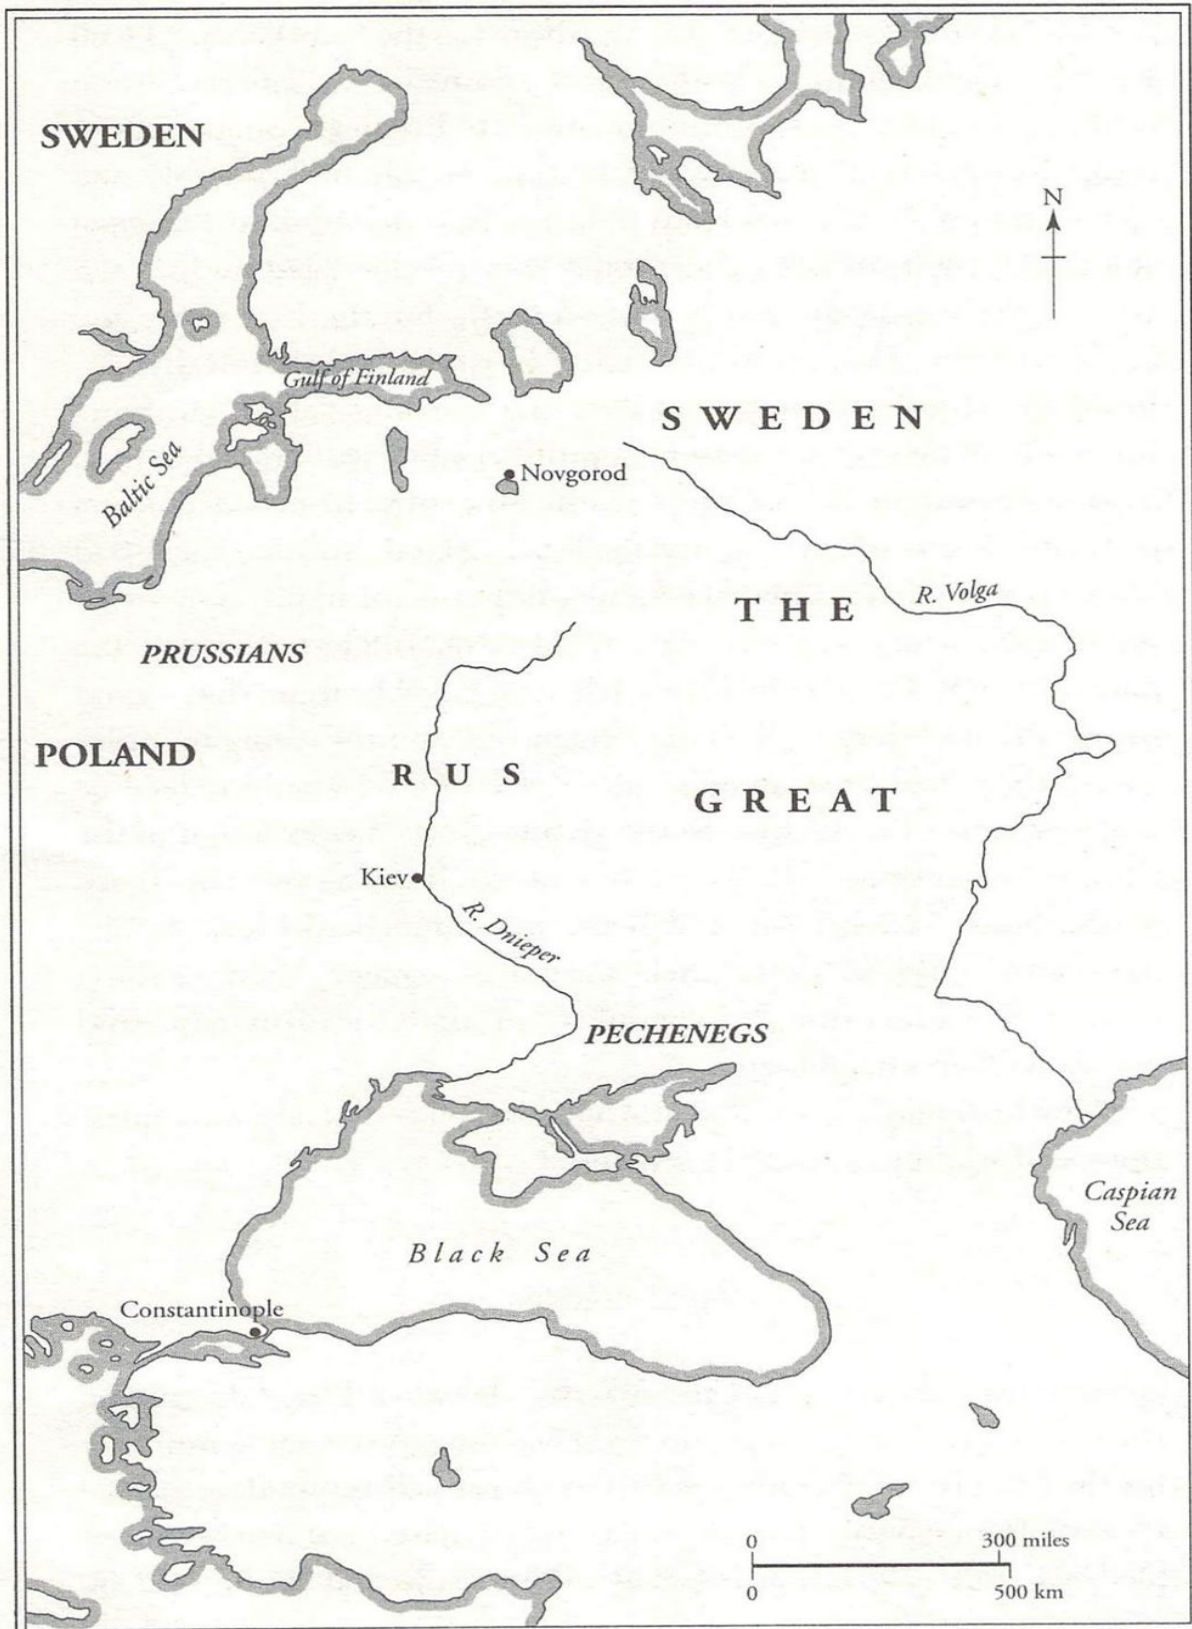 SWEDEN
N
Gulf of Finland
SWEDEN
Baltic Sea
Novgorod
R. Volga
THE
PRUSSIANS
POLAND
RUS
GREAT
Kiev
R. Dnieper
PECHENEGS
Caspian
Sea
Black Sea
Constantinople
0 300 miles
0 500 km